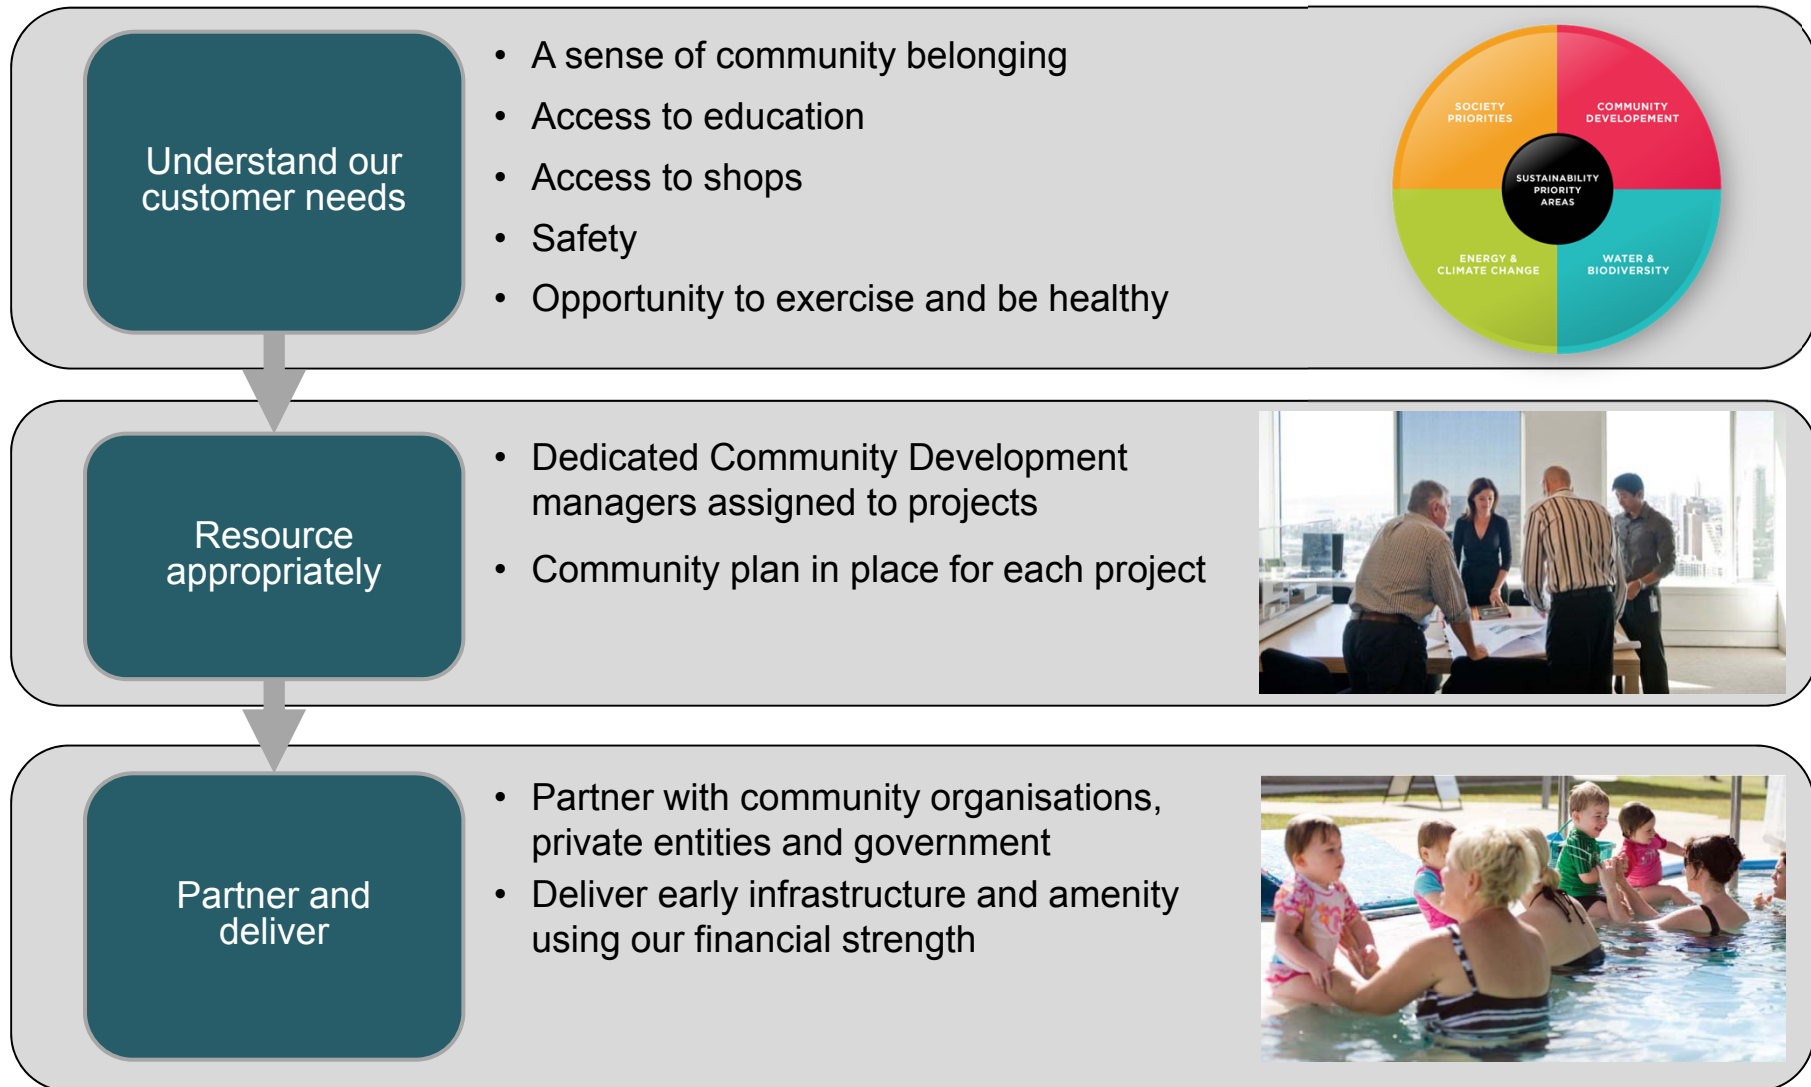 Understand our
customer needs
• A sense of community belonging
• Access to education
• Access to shops
• Safety
• Opportunity to exercise and be healthy
SOCIETY
PRIORITIES
COMMUNITY
DEVELOPEMENT
SUSTAINABILITY
PRIORITY
AREAS
ENERGY &
CLIMATE CHANGE
WATER &
BIODIVERSITY
Resource
appropriately
• Dedicated Community Development
managers assigned to projects
• Community plan in place for each project
Partner and
deliver
• Partner with community organisations,
private entities and government
• Deliver early infrastructure and amenity
using our financial strength